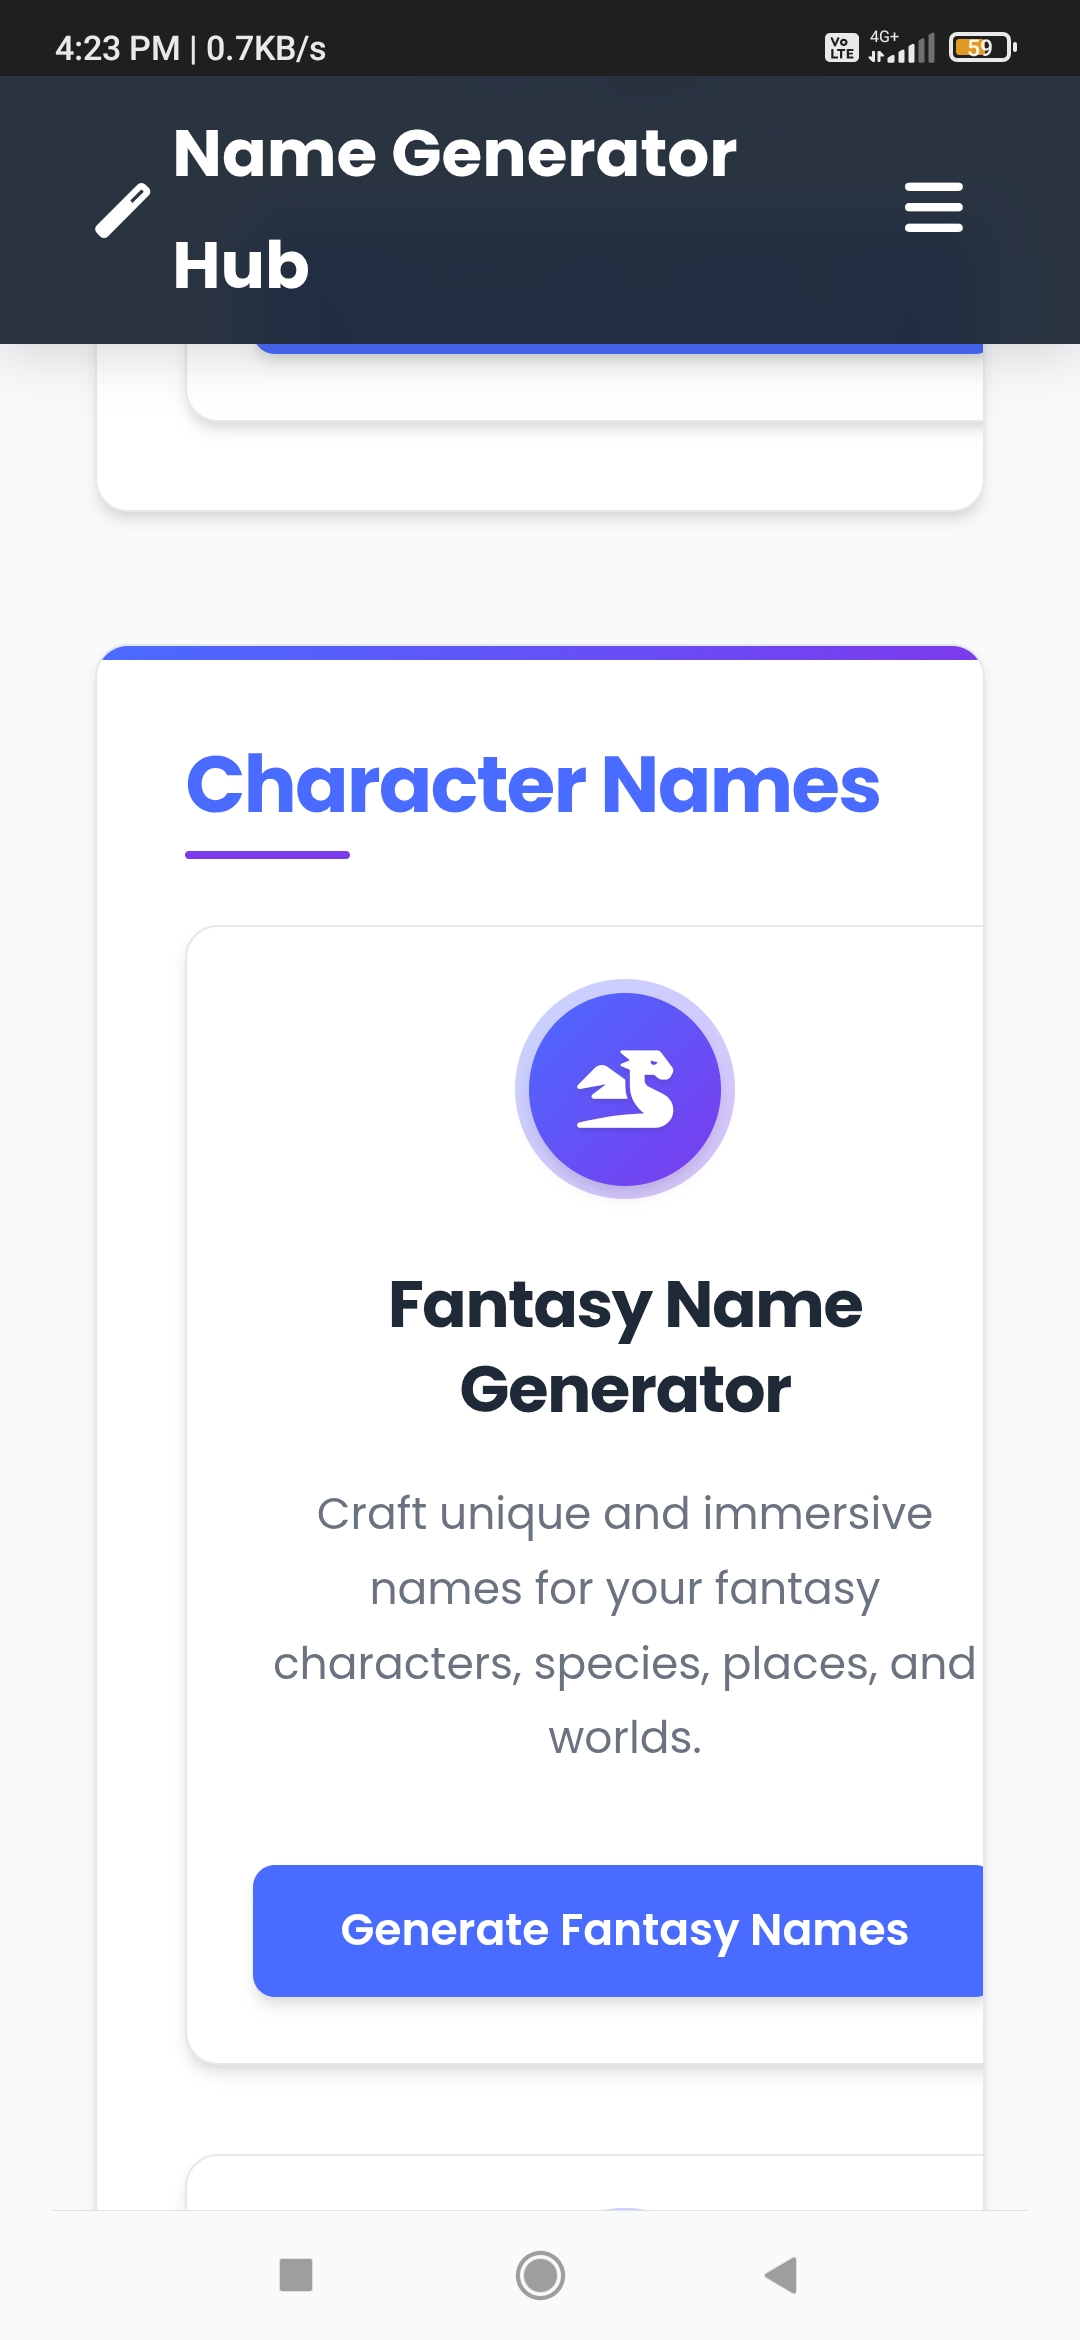 4:23 PM | 0.7KB/s
Vo LTE 4G+ 59
Name Generator
Hub
Character Names
Fantasy Name
Generator
Craft unique and immersive
names for your fantasy
characters, species, places, and
worlds.
Generate Fantasy Names